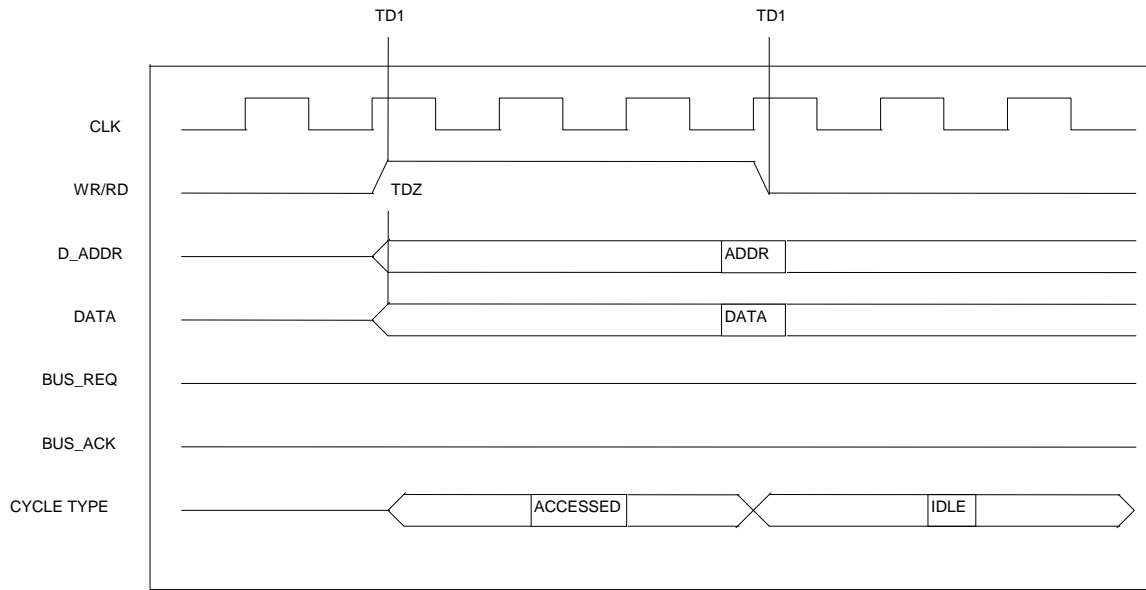 TD1 TD1
CLK
WR/RD TDZ
D_ADDR ADDR
DATA DATA
BUS_REQ
BUS_ACK
CYCLE TYPE ACCESSED IDLE